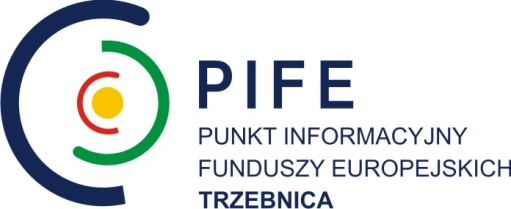 PIFE
PUNKT INFORMACYJNY
FUNDUSZY EUROPEJSKICH
TRZEBNICA